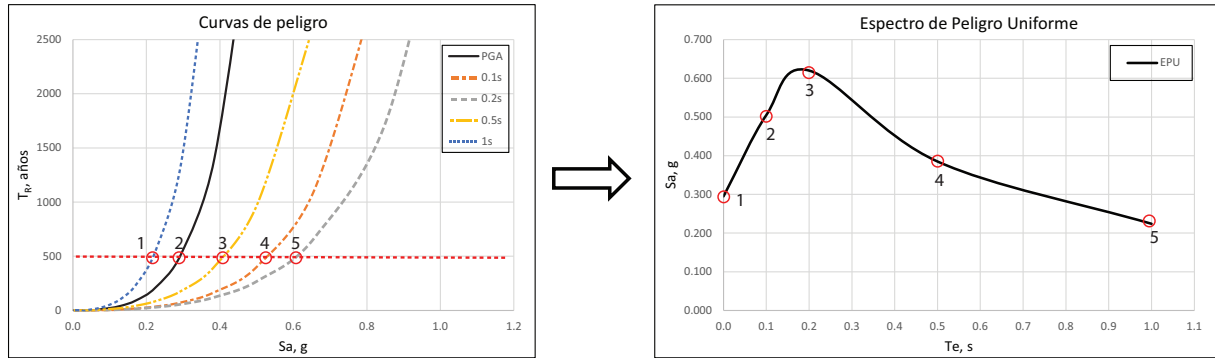 Curvas de peligro
2500
2000
1500
1000
500
0
T_R, años
0.0 0.2 0.4 0.6 0.8 1.0 1.2
Sa, g
PGA
0.1s
0.2s
0.5s
1s
1 2 3 4 5
Espectro de Peligro Uniforme
0.700
0.600
0.500
0.400
0.300
0.200
0.100
0.000
Sa, g
0.0 0.1 0.2 0.3 0.4 0.5 0.6 0.7 0.8 0.9 1.0 1.1
Te, s
EPU
1
2
3
4
5